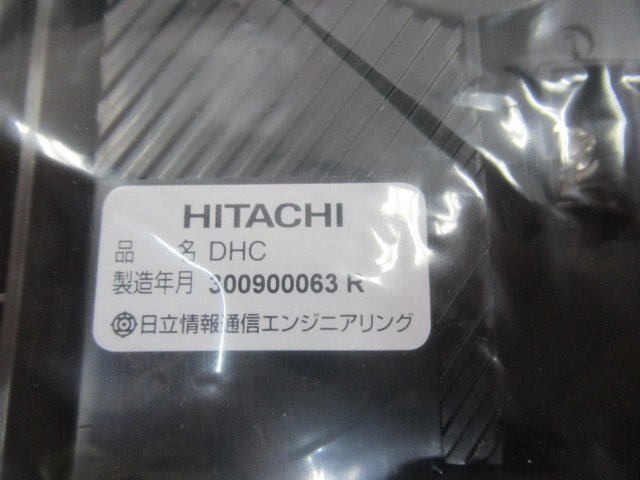 HITACHI
品 名 DHC
製造年月 300900063 R
日立情報通信エンジニアリング